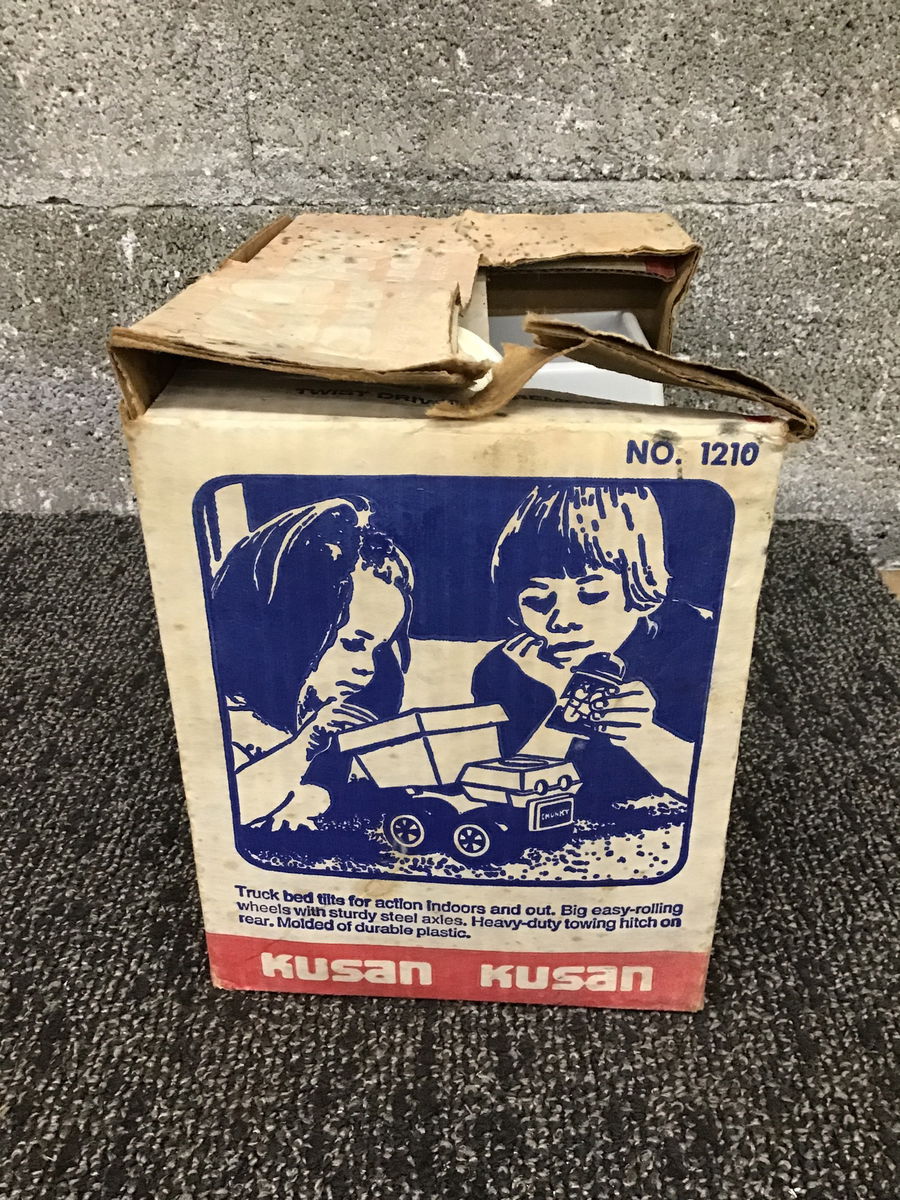 TWIST
NO. 1210
CHUNKY
Truck bed tilts for action indoors and out. Big easy-rolling
wheels with sturdy steel axles. Heavy-duty towing hitch on
rear. Molded of durable plastic.
KUSAN KUSAN